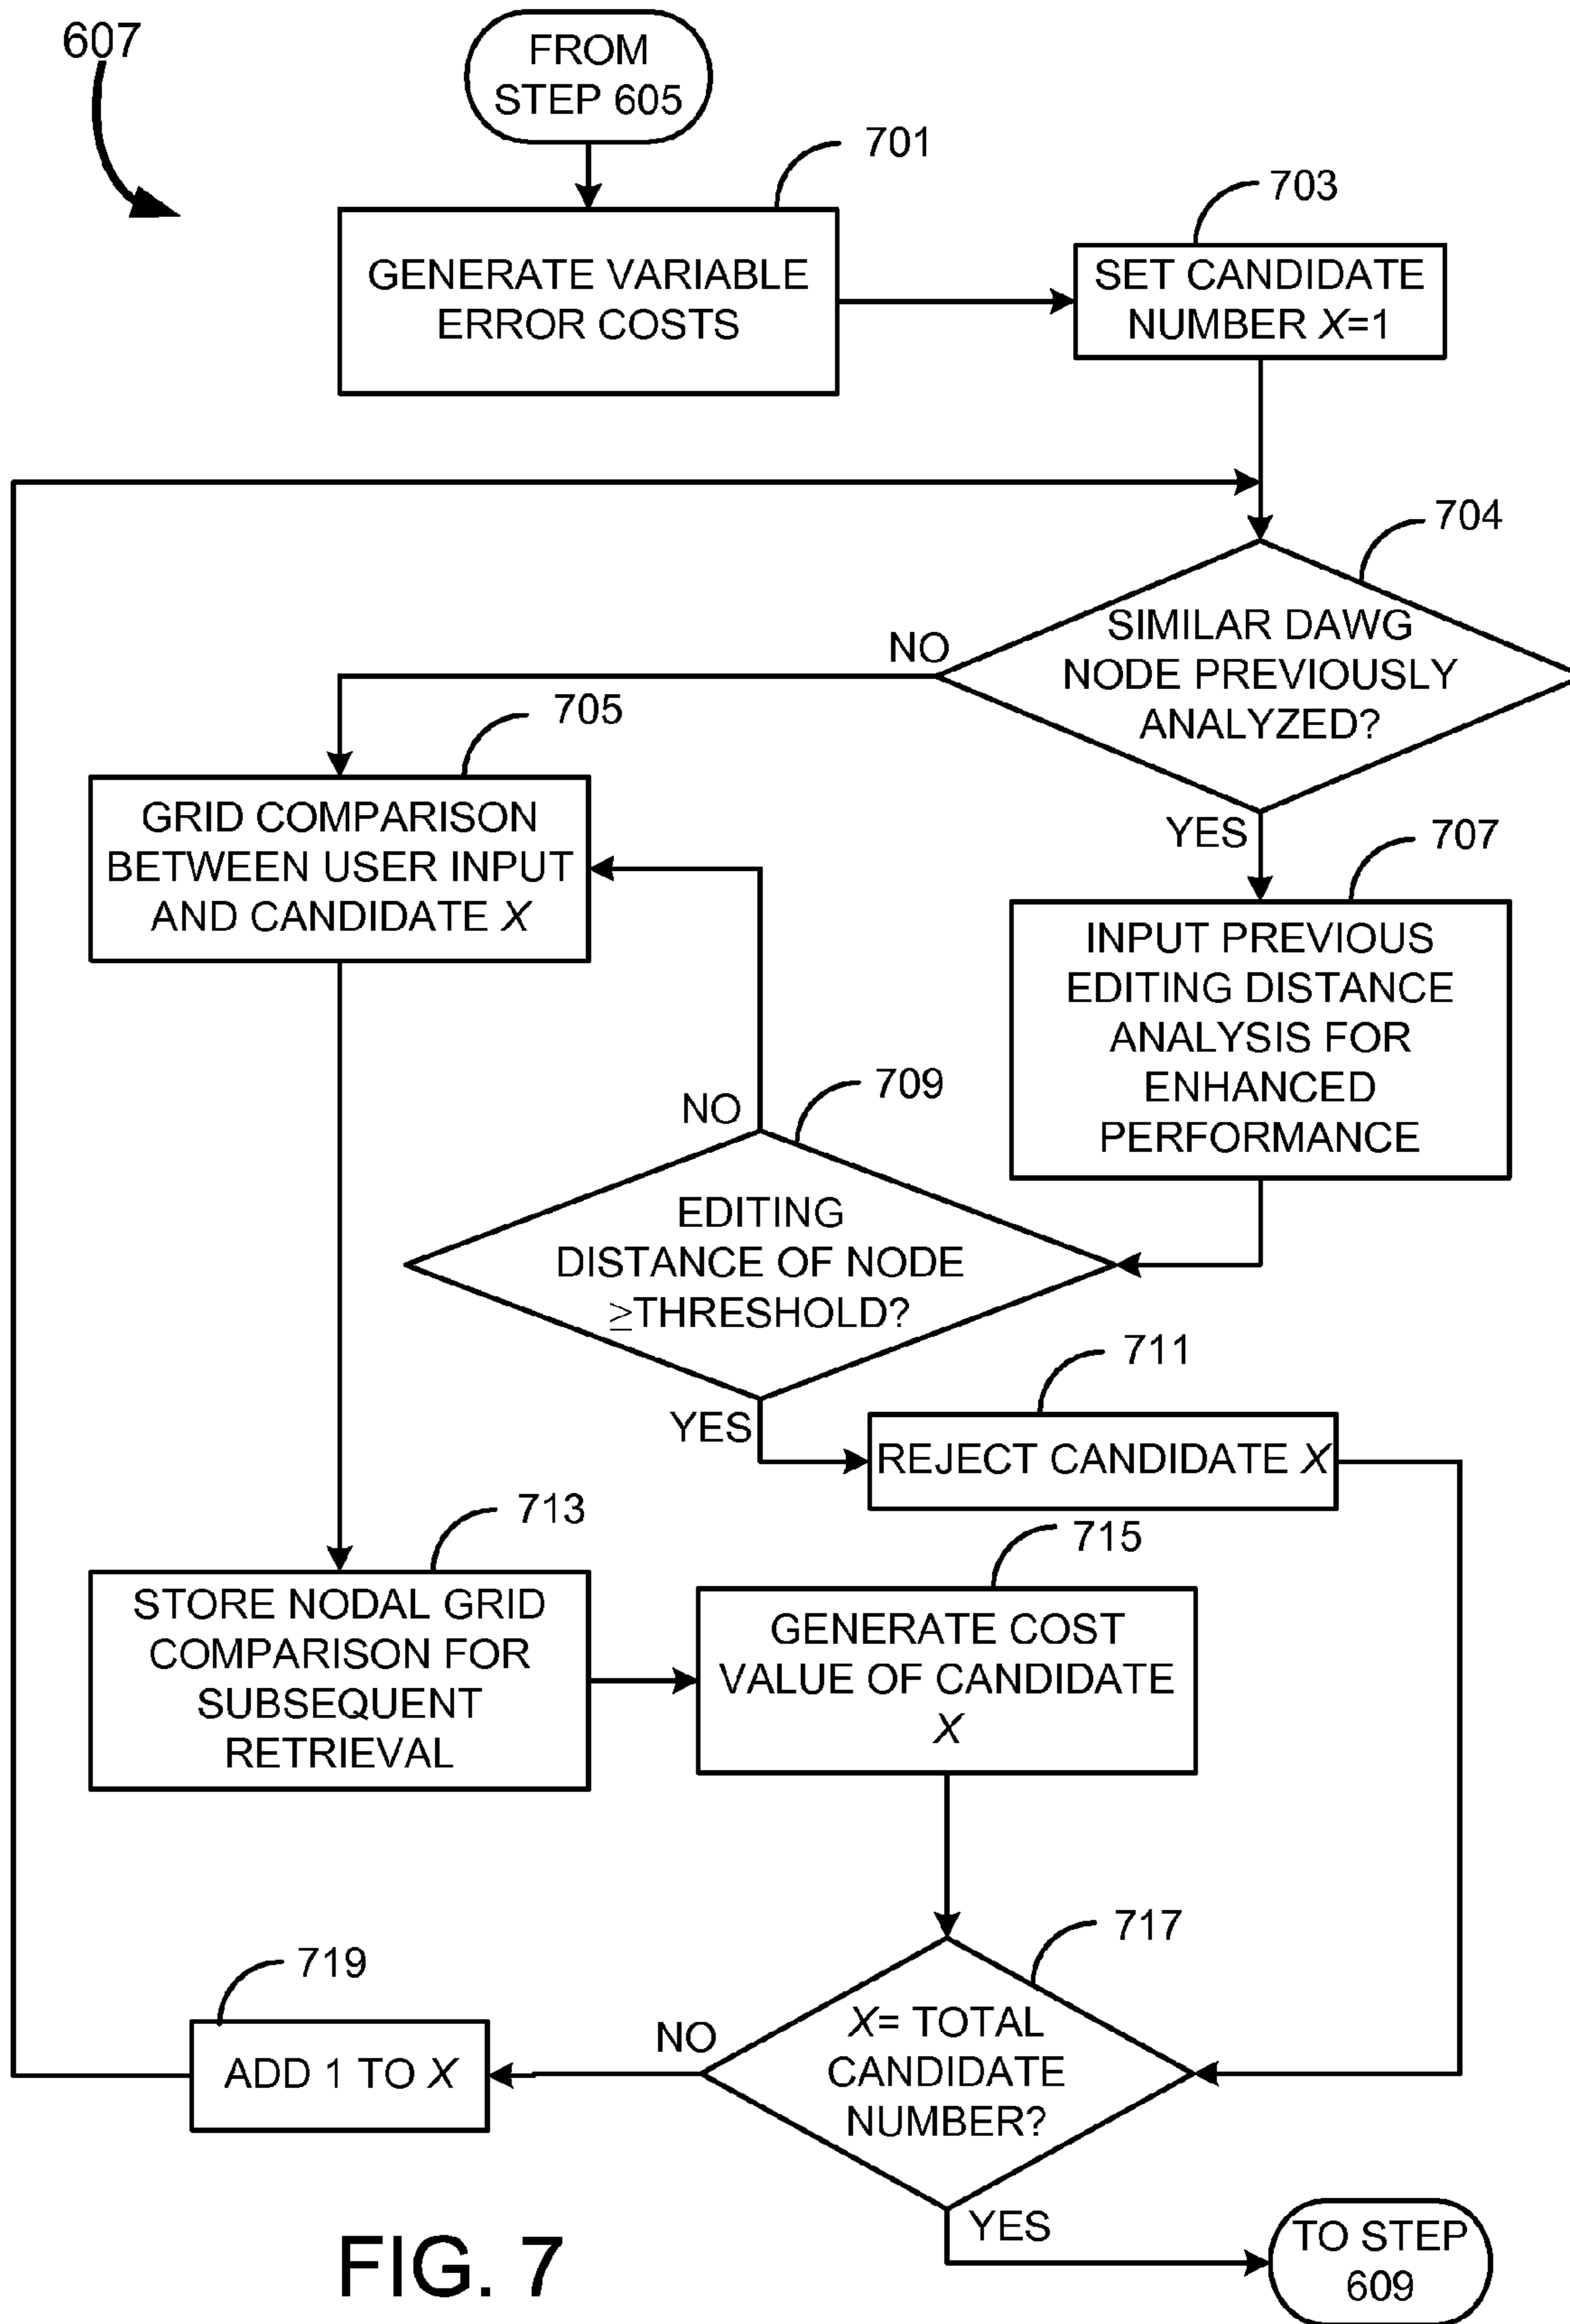 607
FROM
STEP 605
701
GENERATE VARIABLE
ERROR COSTS
703
SET CANDIDATE
NUMBER X=1
704
SIMILAR DAWG
NODE PREVIOUSLY
ANALYZED?
NO
YES
705
GRID COMPARISON
BETWEEN USER INPUT
AND CANDIDATE X
707
INPUT PREVIOUS
EDITING DISTANCE
ANALYSIS FOR
ENHANCED
PERFORMANCE
709
NO
EDITING
DISTANCE OF NODE
≥THRESHOLD?
YES
711
REJECT CANDIDATE X
713
STORE NODAL GRID
COMPARISON FOR
SUBSEQUENT
RETRIEVAL
715
GENERATE COST
VALUE OF CANDIDATE
X
717
X= TOTAL
CANDIDATE
NUMBER?
NO
719
ADD 1 TO X
YES
TO STEP
609
FIG. 7